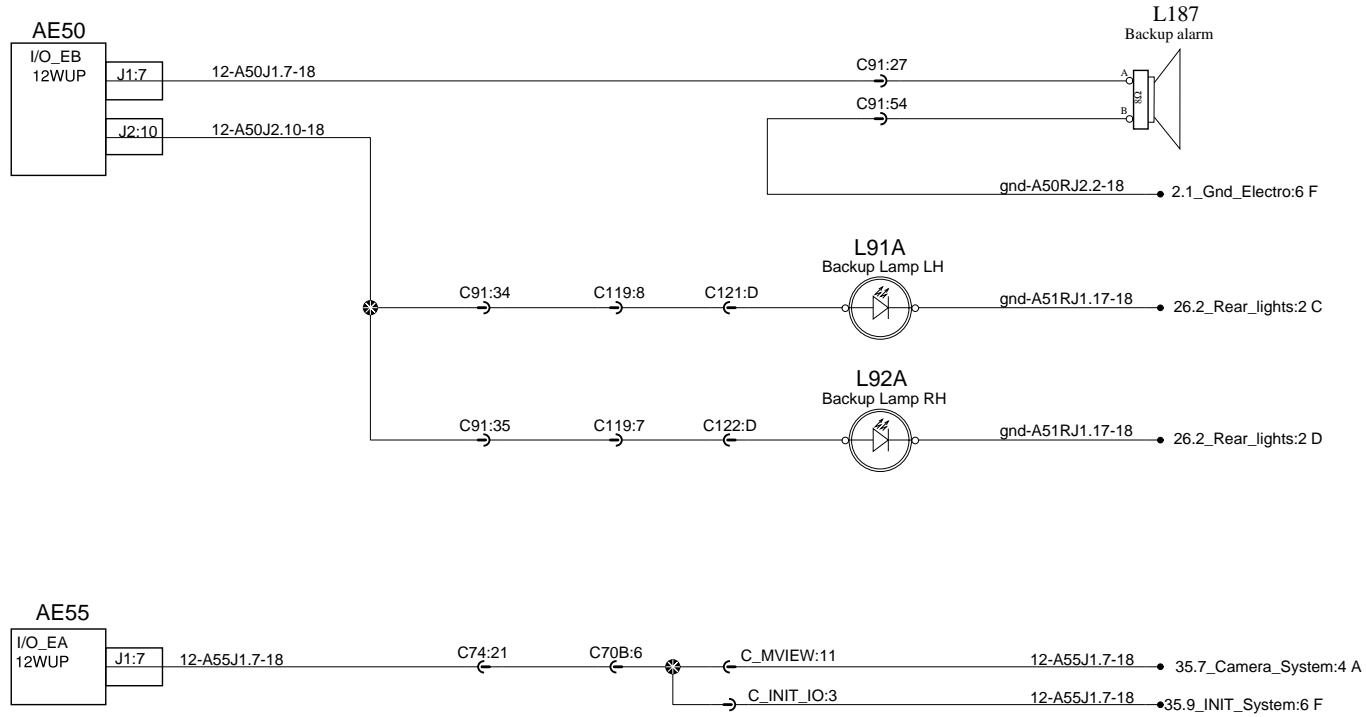 L187
Backup alarm
AE50
I/O_EB
12WUP
J1:7
12-A50J1.7-18
C91:27
A
8Ω
C91:54
B
J2:10
12-A50J2.10-18
gnd-A50RJ2.2-18
2.1_Gnd_Electro:6 F
L91A
Backup Lamp LH
C91:34
C119:8
C121:D
gnd-A51RJ1.17-18
26.2_Rear_lights:2 C
L92A
Backup Lamp RH
C91:35
C119:7
C122:D
gnd-A51RJ1.17-18
26.2_Rear_lights:2 D
AE55
I/O_EA
12WUP
J1:7
12-A55J1.7-18
C74:21
C70B:6
C_MVIEW:11
12-A55J1.7-18
35.7_Camera_System:4 A
C_INIT_IO:3
12-A55J1.7-18
35.9_INIT_System:6 F